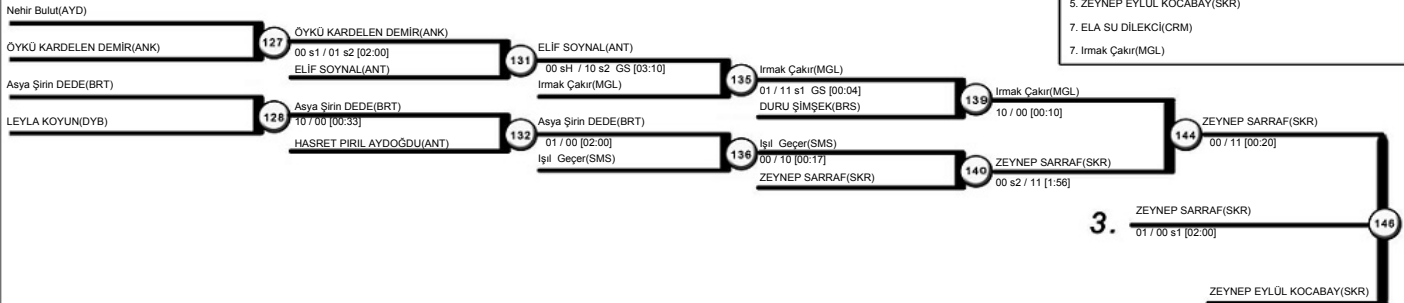 5. ZEYNEP EYLÜL KOCABAY(SKR)
7. ELA SU DİLEKCİ(CRM)
7. Irmak Çakır(MGL)
Nehir Bulut(AYD)
127
ÖYKÜ KARDELEN DEMİR(ANK)
ÖYKÜ KARDELEN DEMİR(ANK)
00 s1 / 01 s2 [02:00]
131
ELİF SOYNAL(ANT)
ELİF SOYNAL(ANT)
00 sH / 10 s2 GS [03:10]
135
Irmak Çakır(MGL)
Irmak Çakır(MGL)
01 / 11 s1 GS [00:04]
139
DURU ŞİMŞEK(BRS)
Irmak Çakır(MGL)
10 / 00 [00:10]
Asya Şirin DEDE(BRT)
128
LEYLA KOYUN(DYB)
Asya Şirin DEDE(BRT)
10 / 00 [00:33]
132
HASRET PIRIL AYDOĞDU(ANT)
Asya Şirin DEDE(BRT)
01 / 00 [02:00]
136
Işıl Geçer(SMS)
Işıl Geçer(SMS)
00 / 10 [00:17]
140
ZEYNEP SARRAF(SKR)
ZEYNEP SARRAF(SKR)
00 s2 / 11 [1:56]
144
ZEYNEP SARRAF(SKR)
00 / 11 [00:20]
3.
ZEYNEP SARRAF(SKR)
01 / 00 s1 [02:00]
146
ZEYNEP EYLÜL KOCABAY(SKR)